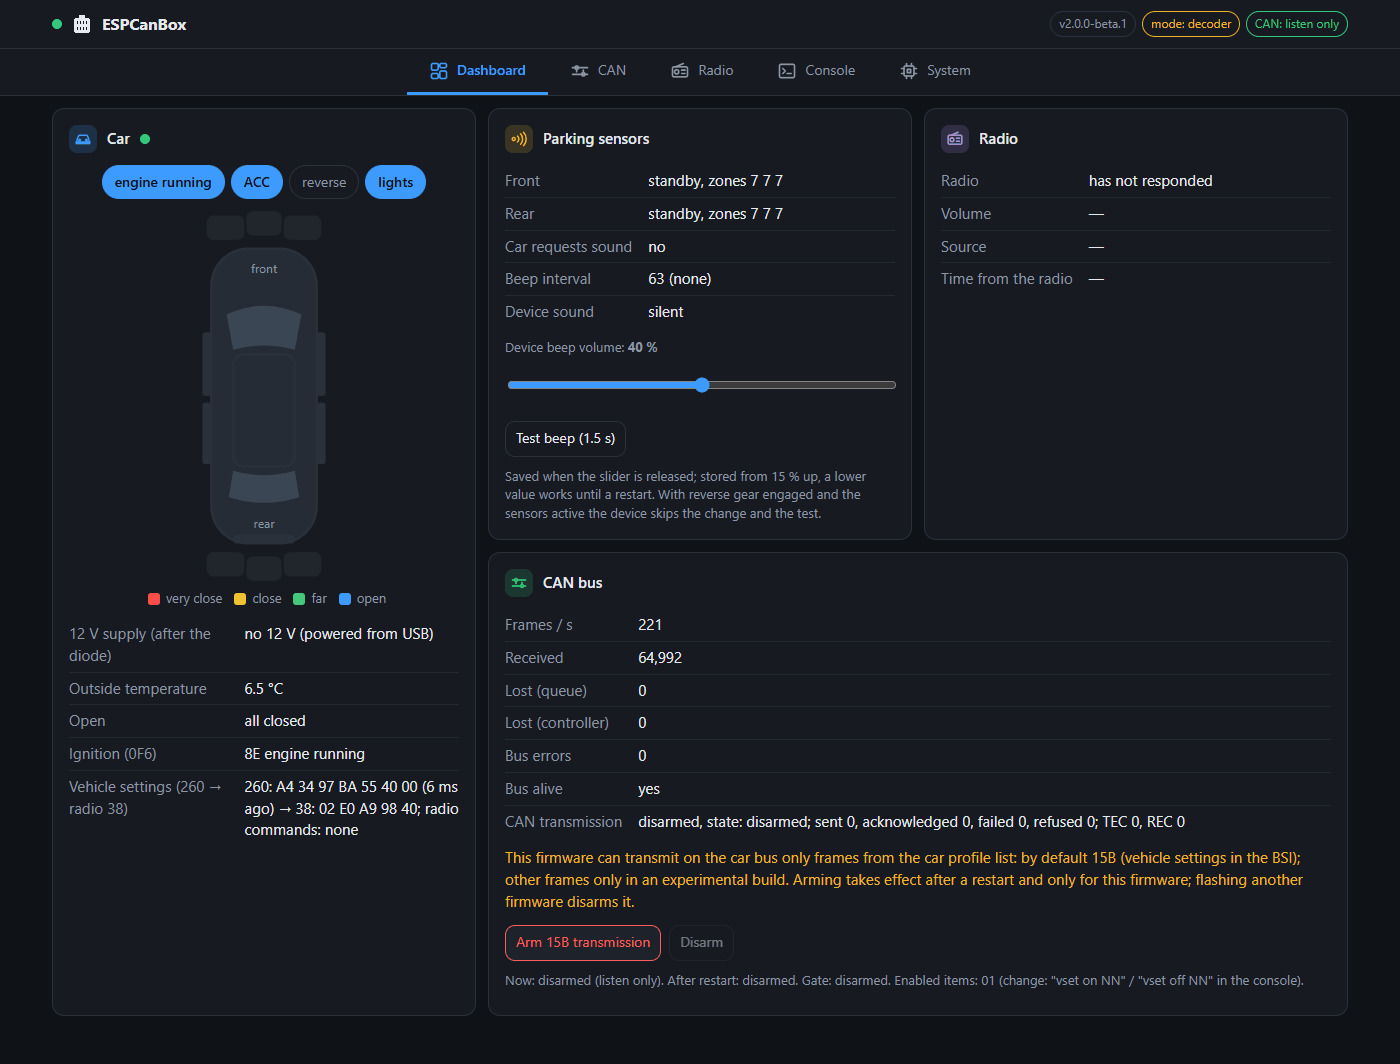 ESPCanBox
v2.0.0-beta.1
mode: decoder
CAN: listen only
Dashboard
CAN
Radio
Console
System
Car
engine running
ACC
reverse
lights
front
rear
very close
close
far
open
12 V supply (after the
diode)
no 12 V (powered from USB)
Outside temperature
6.5 °C
Open
all closed
Ignition (0F6)
8E engine running
Vehicle settings (260 →
radio 38)
260: A4 34 97 BA 55 40 00 (6 ms
ago) → 38: 02 E0 A9 98 40; radio
commands: none
Parking sensors
Front
standby, zones 7 7 7
Rear
standby, zones 7 7 7
Car requests sound
no
Beep interval
63 (none)
Device sound
silent
Device beep volume: 40 %
Test beep (1.5 s)
Saved when the slider is released; stored from 15 % up, a lower
value works until a restart. With reverse gear engaged and the
sensors active the device skips the change and the test.
Radio
Radio
has not responded
Volume
—
Source
—
Time from the radio
—
CAN bus
Frames / s
221
Received
64,992
Lost (queue)
0
Lost (controller)
0
Bus errors
0
Bus alive
yes
CAN transmission
disarmed, state: disarmed; sent 0, acknowledged 0, failed 0, refused 0; TEC 0, REC 0
This firmware can transmit on the car bus only frames from the car profile list: by default 15B (vehicle settings in the BSI);
other frames only in an experimental build. Arming takes effect after a restart and only for this firmware; flashing another
firmware disarms it.
Arm 15B transmission
Disarm
Now: disarmed (listen only). After restart: disarmed. Gate: disarmed. Enabled items: 01 (change: "vset on NN" / "vset off NN" in the console).